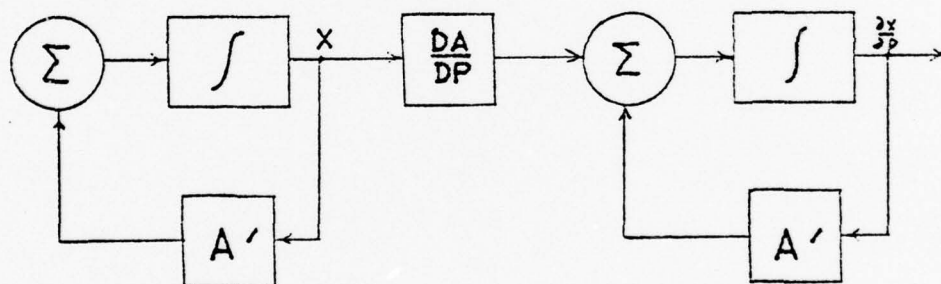 Σ
∫
X
DA
DP
Σ
∫
∂x
∂p
A′
A′